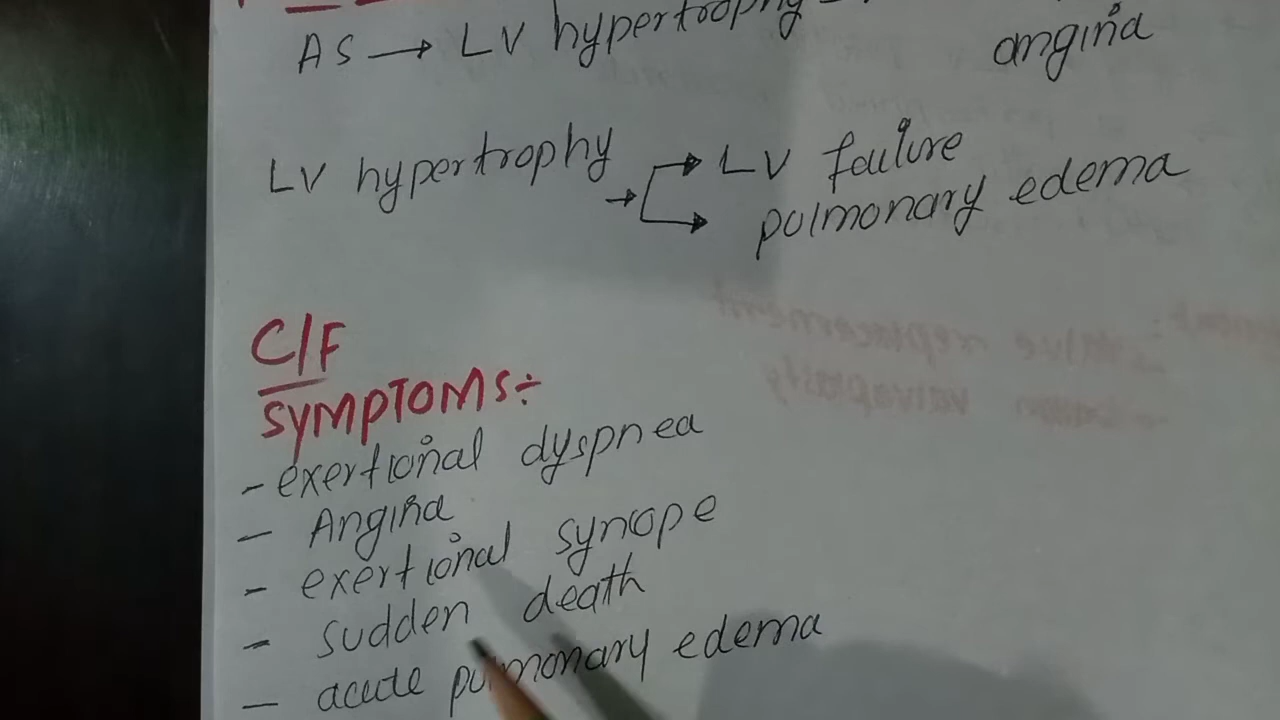 AS → LV hypertrophy -
angina
LV hypertrophy → → LV failure
→ pulmonary edema
C/F
SYMPTOMS:-
- exertional dyspnea
- Angina
- exertional syncope
- sudden death
- acute pulmonary edema